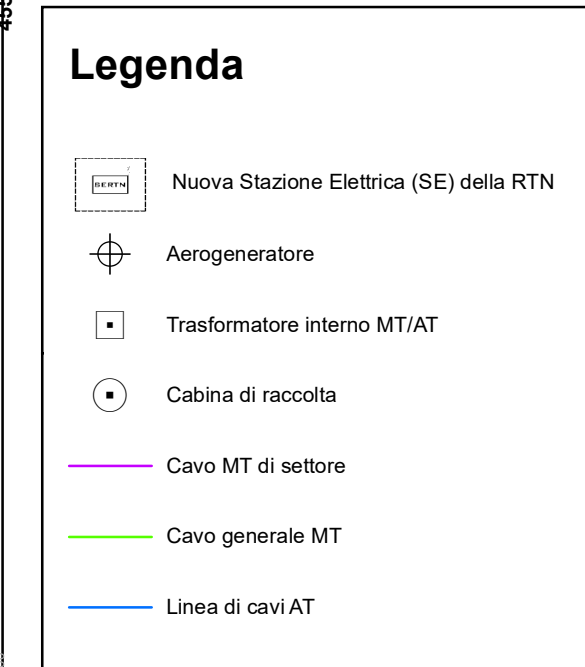 Legenda
SERTN
Nuova Stazione Elettrica (SE) della RTN
Aerogeneratore
Trasformatore interno MT/AT
Cabina di raccolta
Cavo MT di settore
Cavo generale MT
Linea di cavi AT